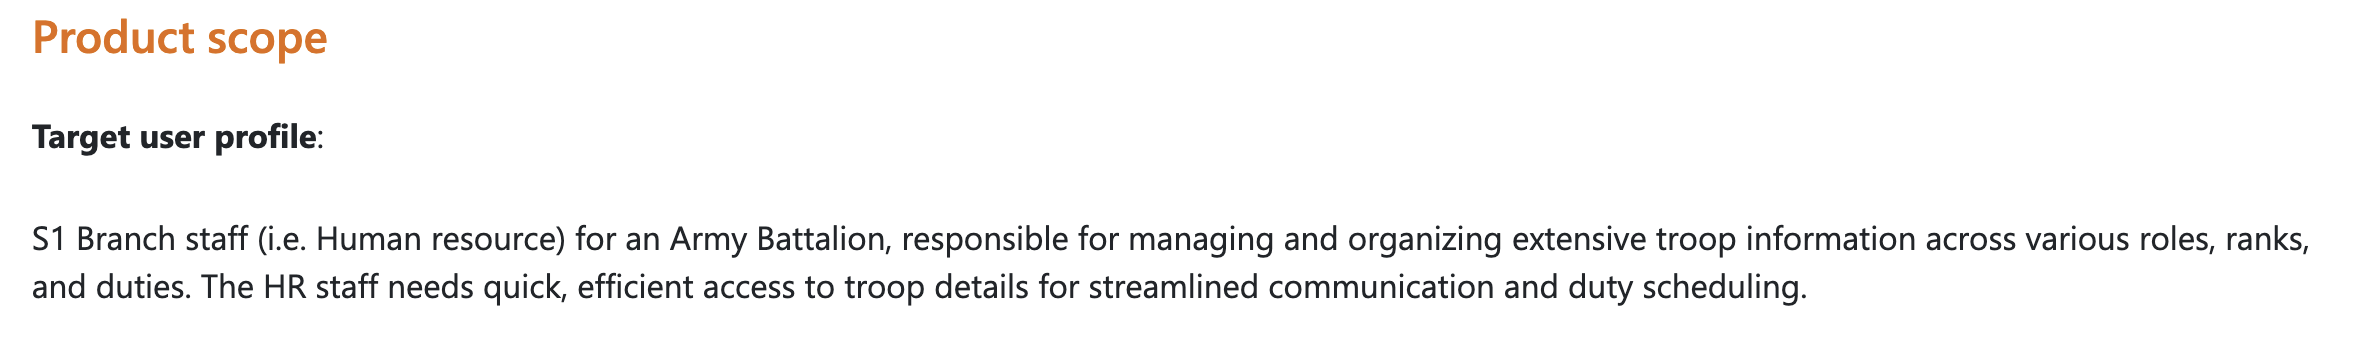 Product scope
Target user profile:
S1 Branch staff (i.e. Human resource) for an Army Battalion, responsible for managing and organizing extensive troop information across various roles, ranks,
and duties. The HR staff needs quick, efficient access to troop details for streamlined communication and duty scheduling.